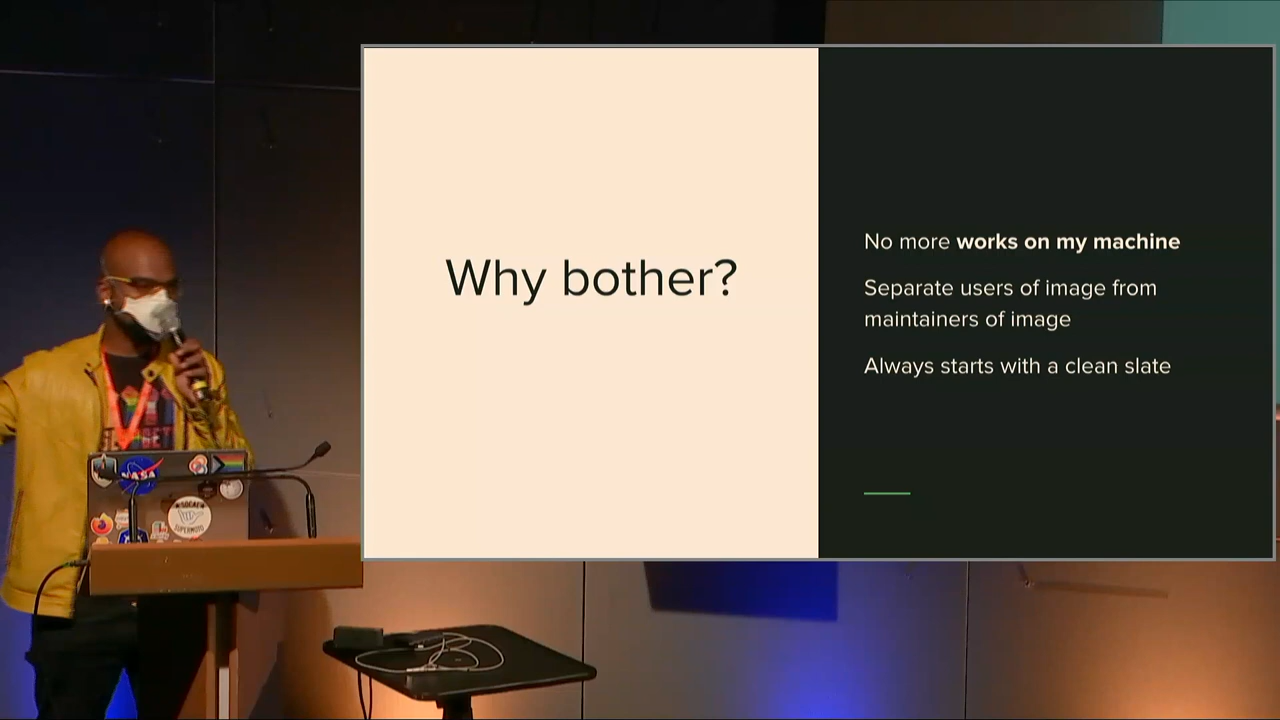 Why bother?
No more works on my machine
Separate users of image from
maintainers of image
Always starts with a clean slate
NASA
SUPERMOTO